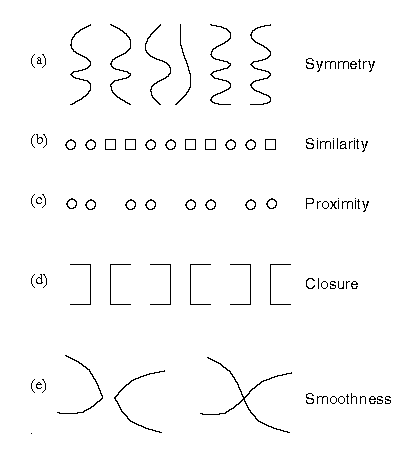 (a) Symmetry
(b) Similarity
(c) Proximity
(d) Closure
(e) Smoothness